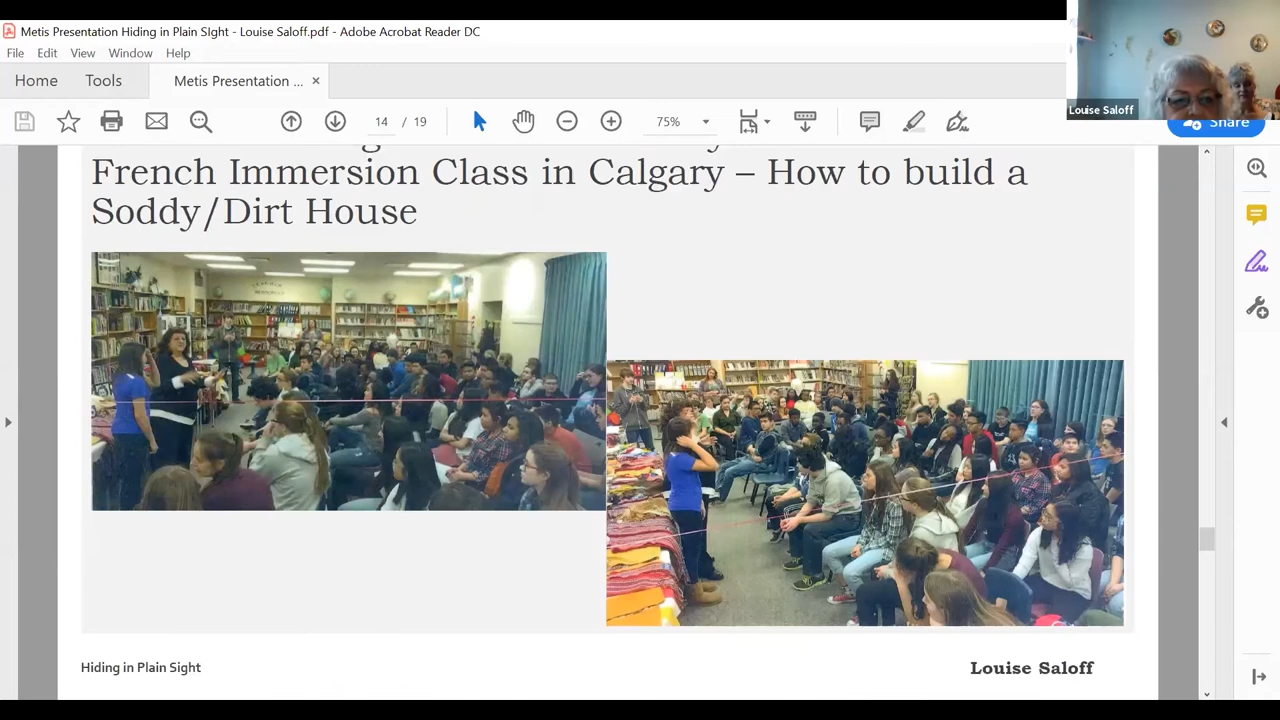 Metis Presentation Hiding in Plain SIght - Louise Saloff.pdf - Adobe Acrobat Reader DC
File Edit View Window Help
Home Tools Metis Presentation ... ×
14 / 19 75%
Share
Louise Saloff
French Immersion Class in Calgary – How to build a
Soddy/Dirt House
Hiding in Plain Sight
Louise Saloff